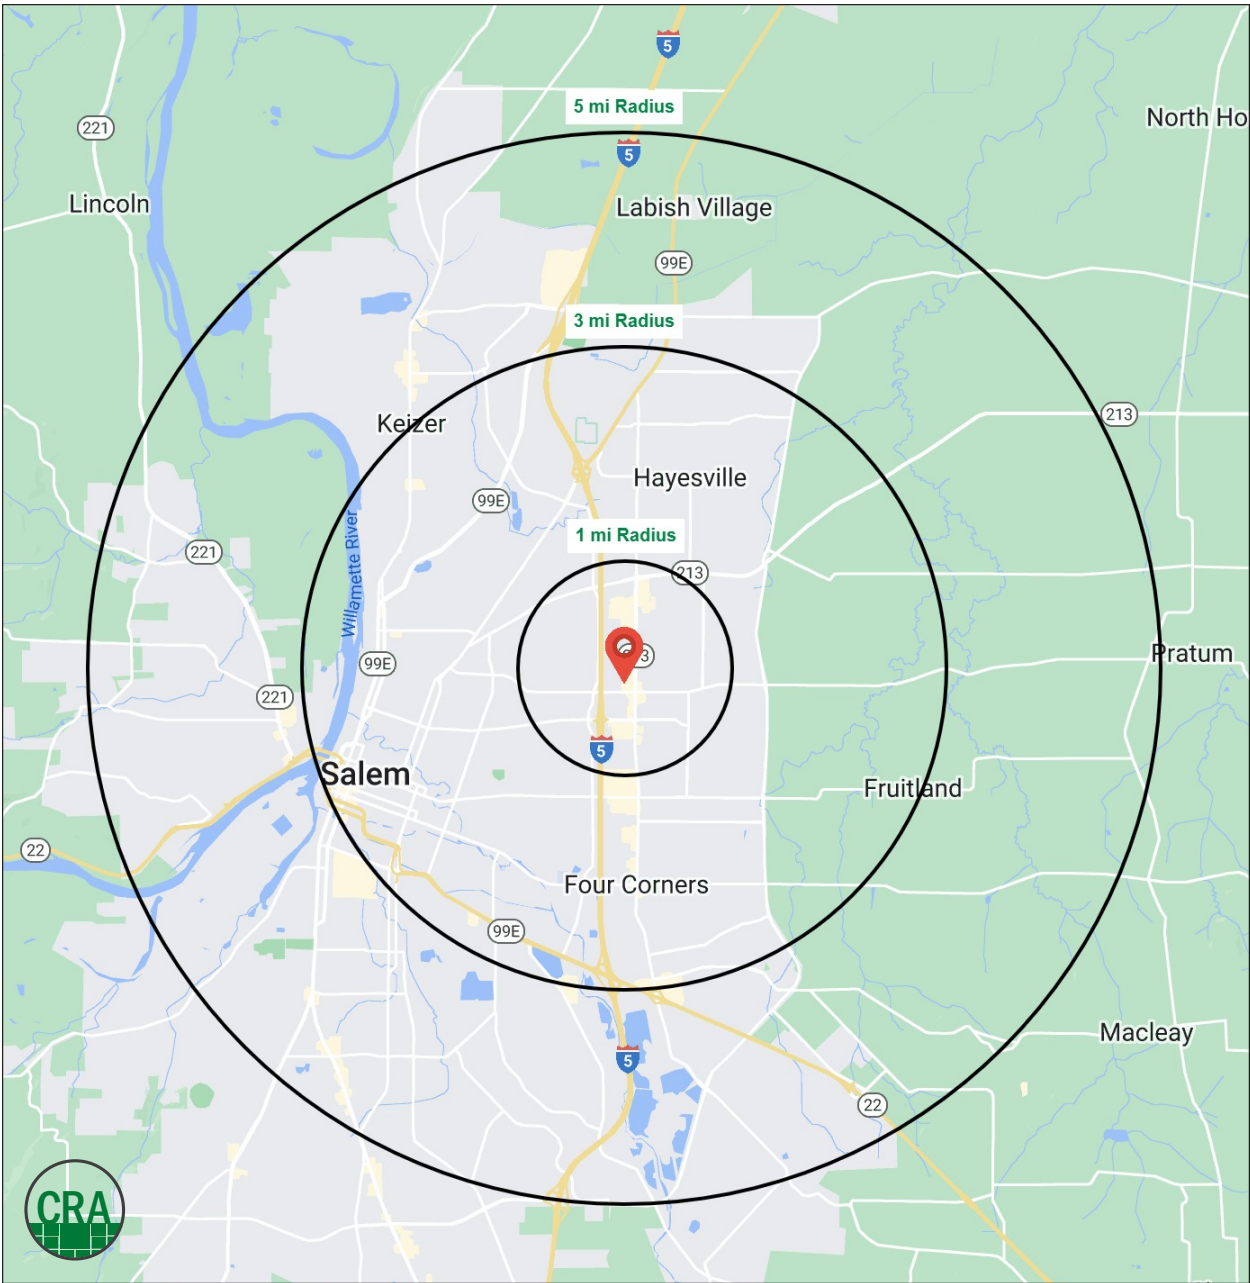 5
5 mi Radius
North Ho
221
5
Lincoln
Labish Village
99E
3 mi Radius
213
Keizer
Hayesville
99E
1 mi Radius
221
213
Willamette River
99E
3
Pratum
221
5
Salem
Fruitland
22
Four Corners
99E
Macleay
5
22
CRA